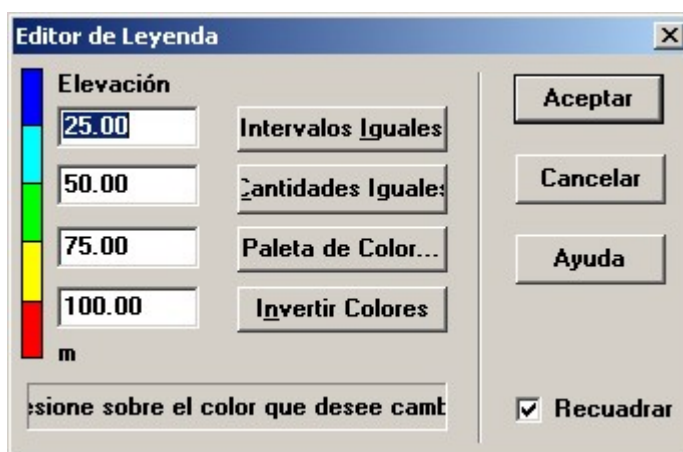 Editor de Leyenda
Elevación
25.00
50.00
75.00
100.00
m
Intervalos Iguales
Cantidades Iguales
Paleta de Color...
Invertir Colores
esione sobre el color que desee camb
Aceptar
Cancelar
Ayuda
Recuadrar